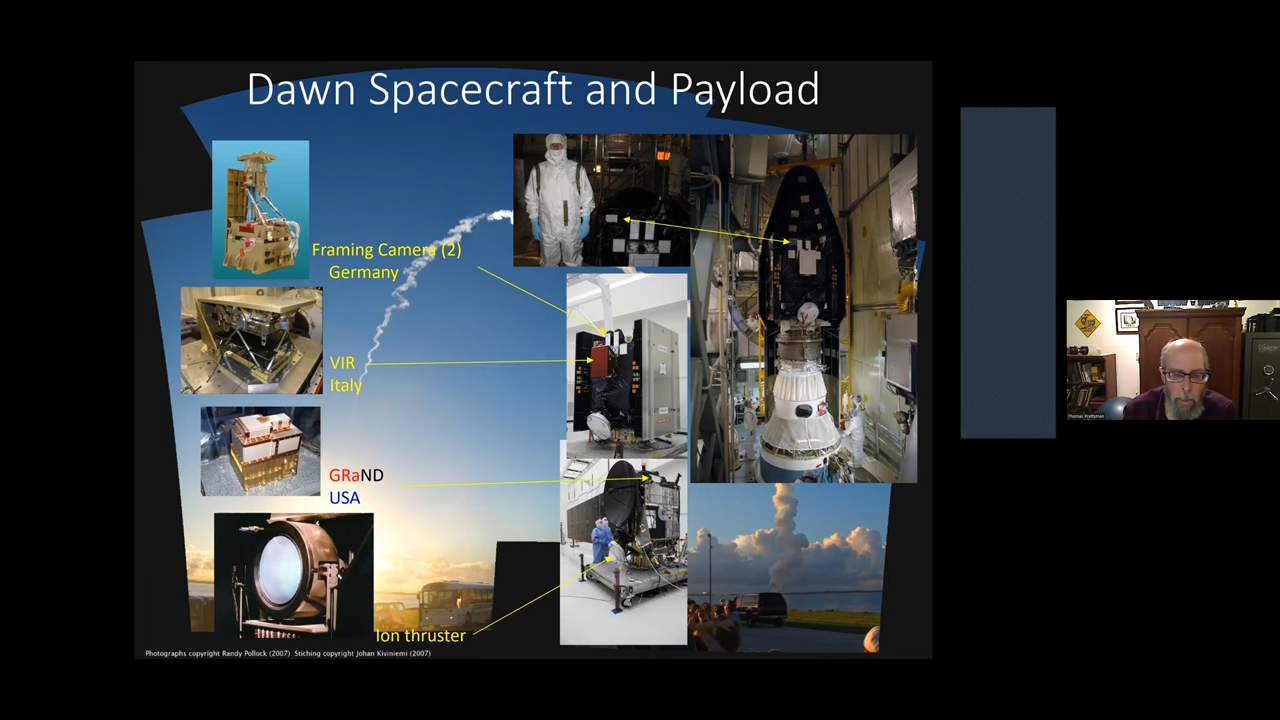 Dawn Spacecraft and Payload
Framing Camera (2)
Germany
VIR
Italy
GRaND
USA
Ion thruster
Photographs copyright Randy Pollock (2007) Stiching copyright Johan Kiviniemi (2007)
Thomas Prettyman